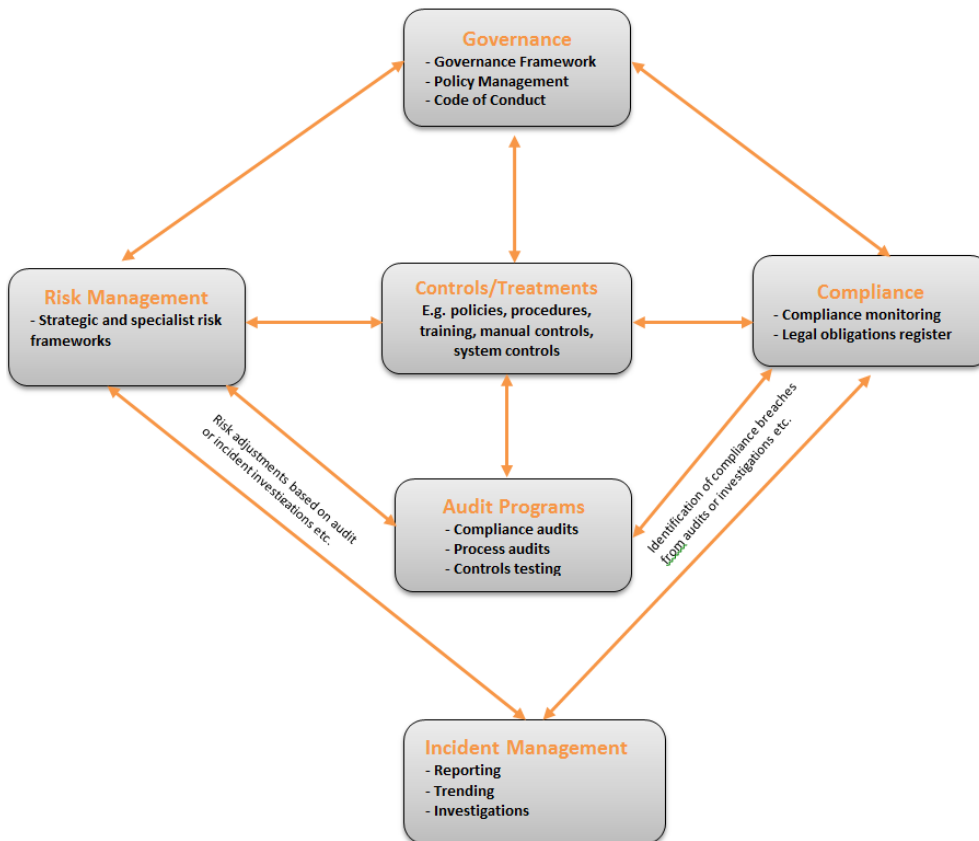 Governance
- Governance Framework
- Policy Management
- Code of Conduct
Risk Management
- Strategic and specialist risk
frameworks
Controls/Treatments
E.g. policies, procedures,
training, manual controls,
system controls
Compliance
- Compliance monitoring
- Legal obligations register
Risk adjustments based on audit
or incident investigations etc.
Audit Programs
- Compliance audits
- Process audits
- Controls testing
Identification of compliance breaches
from audits or investigations etc.
Incident Management
- Reporting
- Trending
- Investigations